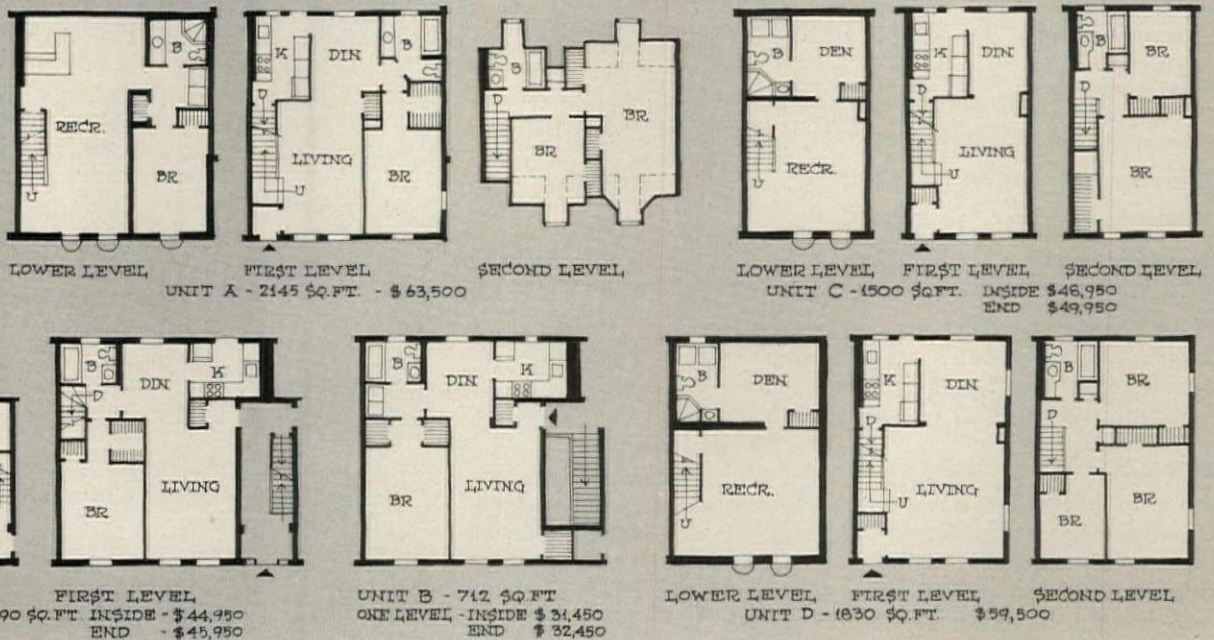 B
RECR.
U
BR
LOWER LEVEL
K
DIN
B
D
LIVING
U
BR
FIRST LEVEL
B
D
BR
BR
SECOND LEVEL
UNIT A - 2145 SQ.FT. - $63,500
B
DEN
RECR.
U
LOWER LEVEL
K
DIN
D
LIVING
U
FIRST LEVEL
B
BR
D
BR
SECOND LEVEL
UNIT C - 1500 SQ.FT. INSIDE $48,950
END $49,950
B
DIN
K
D
LIVING
BR
FIRST LEVEL
90 SQ.FT. INSIDE - $44,950
END - $45,950
B
DIN
K
BR
LIVING
UNIT B - 712 SQ.FT
ONE LEVEL - INSIDE $31,450
END $32,450
B
DEN
RECR.
U
LOWER LEVEL
K
DIN
D
LIVING
U
FIRST LEVEL
B
BR
D
BR
BR
SECOND LEVEL
UNIT D - 1830 SQ.FT. $59,500